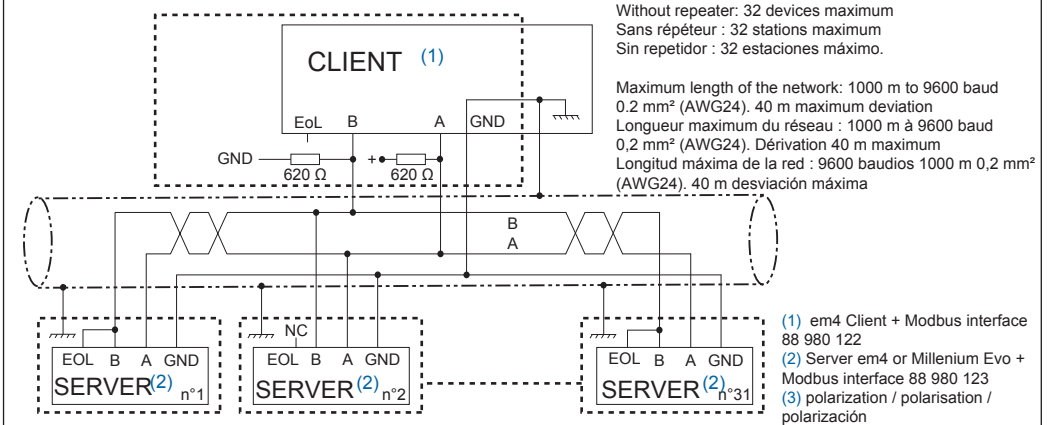 Without repeater: 32 devices maximum
Sans répéteur : 32 stations maximum
Sin repetidor : 32 estaciones máximo.
Maximum length of the network: 1000 m to 9600 baud
0.2 mm² (AWG24). 40 m maximum deviation
Longueur maximum du réseau : 1000 m à 9600 baud
0,2 mm² (AWG24). Dérivation 40 m maximum
Longitud máxima de la red : 9600 baudios 1000 m 0,2 mm²
(AWG24). 40 m desviación máxima
CLIENT (1)
EoL B A GND
GND +
620 Ω 620 Ω
B
A
NC
EOL B A GND
SERVER(2) n°1
EOL B A GND
SERVER(2) n°2
EOL B A GND
SERVER(2) n°31
(1) em4 Client + Modbus interface
88 980 122
(2) Server em4 or Millenium Evo +
Modbus interface 88 980 123
(3) polarization / polarisation /
polarización